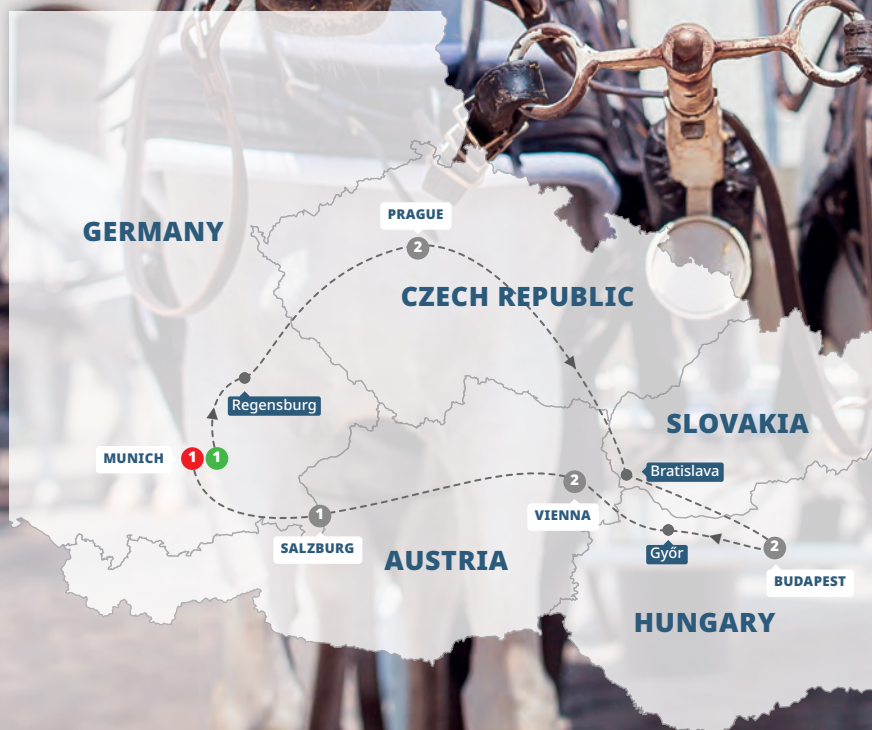 PRAGUE
2
GERMANY
CZECH REPUBLIC
Regensburg
SLOVAKIA
MUNICH
1
1
Bratislava
2
VIENNA
1
SALZBURG
Győr
2
AUSTRIA
BUDAPEST
HUNGARY